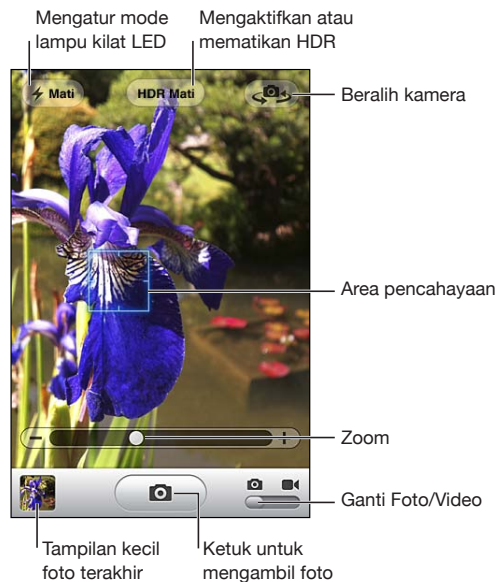 Mengatur mode
lampu kilat LED
Mengaktifkan atau
mematikan HDR
Mati
HDR Mati
Beralih kamera
Area pencahayaan
Zoom
Ganti Foto/Video
Tampilan kecil
foto terakhir
Ketuk untuk
mengambil foto